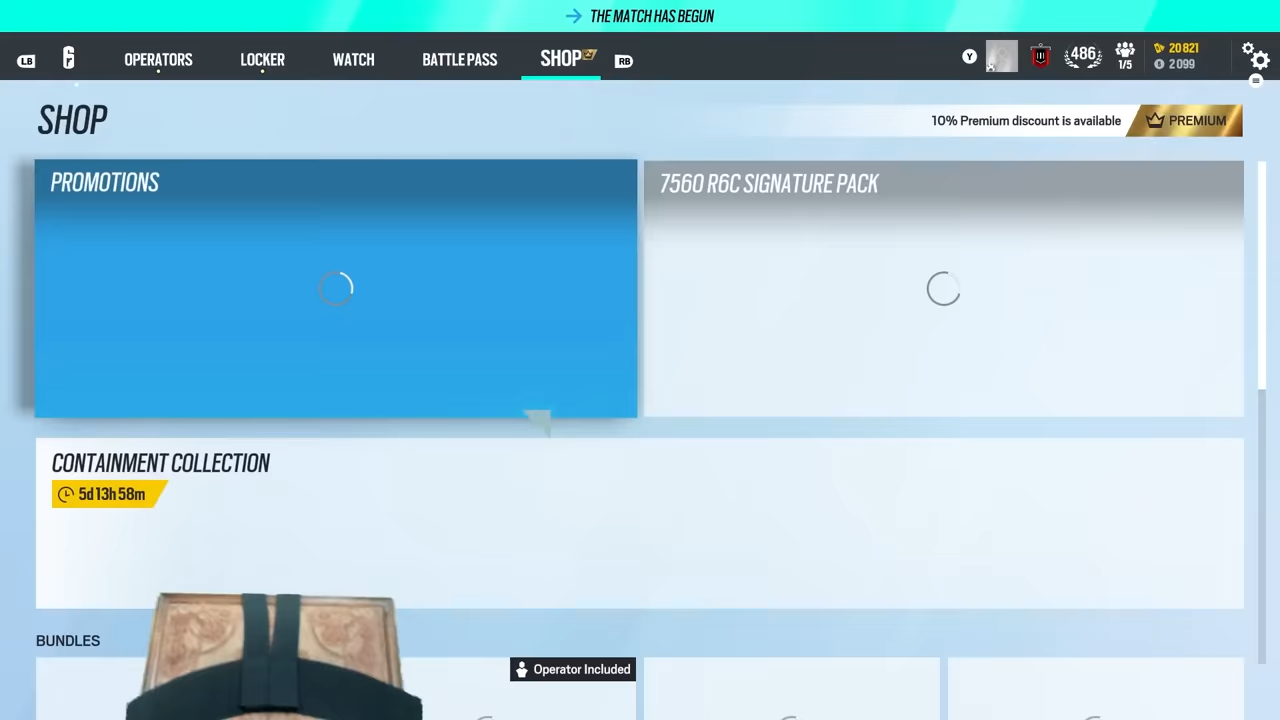 THE MATCH HAS BEGUN
LB
OPERATORS
LOCKER
WATCH
BATTLE PASS
SHOP
RB
Y
III
486
1/5
20 821
2 099
SHOP
10% Premium discount is available
PREMIUM
PROMOTIONS
7560 R6C SIGNATURE PACK
CONTAINMENT COLLECTION
5d 13h 58m
BUNDLES
Operator Included